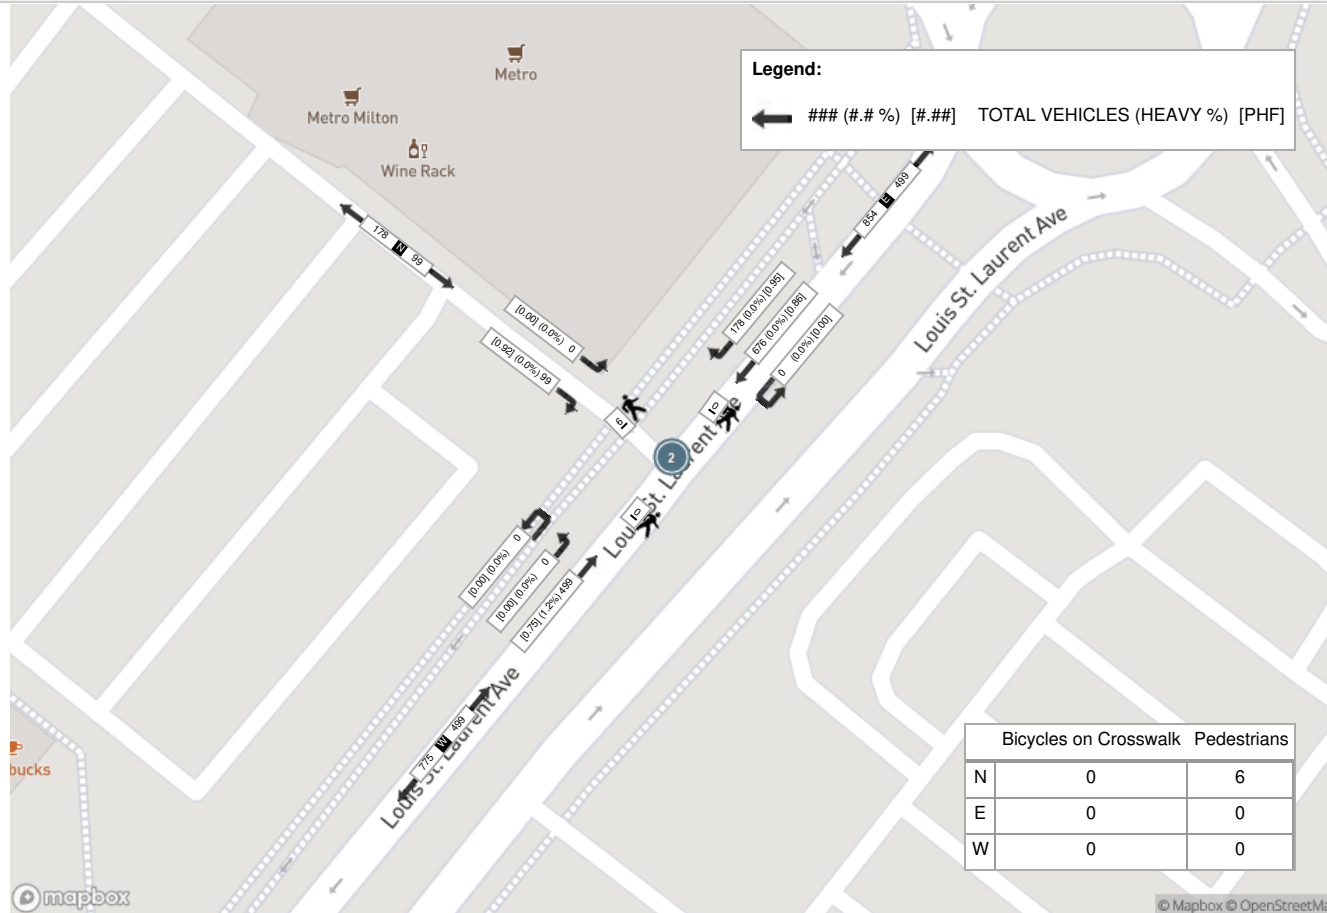 Metro
Metro Milton
Wine Rack
Legend:
### (#.# %) [#.##] TOTAL VEHICLES (HEAVY %) [PHF]
854 E 499
178 N 99
Louis St. Laurent Ave
[0.00] (0.0%) 0
[0.92] (0.0%) 99
178 (0.0%) [0.95]
676 (0.0%) [0.86]
0 (0.0%) [0.00]
6
0
2
0
Louis St. Laurent Ave
[0.00] (0.0%) 0
[0.00] (0.0%) 0
[0.75] (1.2%) 499
775 W 499
Louis St. Laurent Ave
bucks
Bicycles on Crosswalk Pedestrians
N 0 6
E 0 0
W 0 0
mapbox
© Mapbox © OpenStreetMa